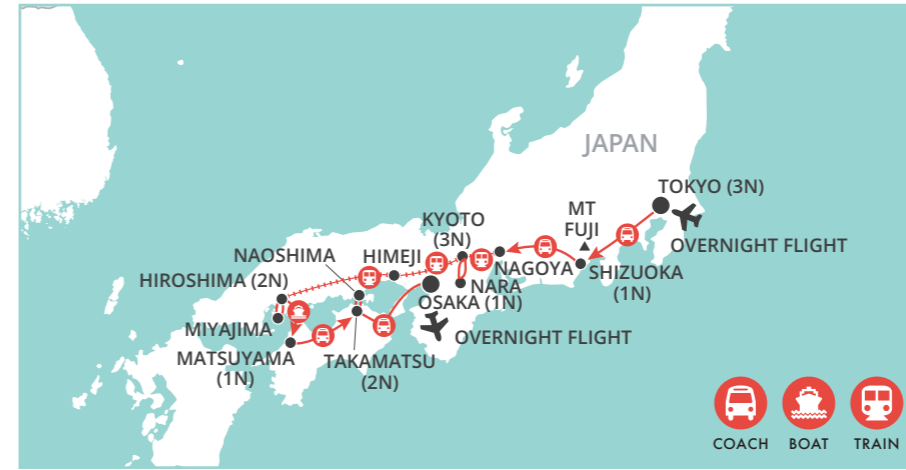 JAPAN
TOKYO (3N)
OVERNIGHT FLIGHT
MT
FUJI
SHIZUOKA
(1N)
NAGOYA
KYOTO
(3N)
NARA
OSAKA (1N)
OVERNIGHT FLIGHT
HIMEJI
NAOSHIMA
HIROSHIMA (2N)
MIYAJIMA
MATSUYAMA
(1N)
TAKAMATSU
(2N)
COACH
BOAT
TRAIN